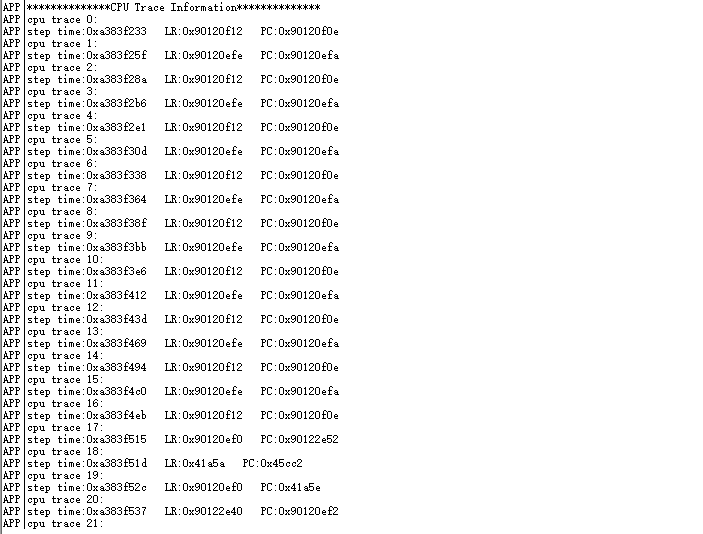 APP **************CPU Trace Information**************
APP cpu trace 0:
APP step time:0xa383f233 LR:0x90120f12 PC:0x90120f0e
APP cpu trace 1:
APP step time:0xa383f25f LR:0x90120efe PC:0x90120efa
APP cpu trace 2:
APP step time:0xa383f28a LR:0x90120f12 PC:0x90120f0e
APP cpu trace 3:
APP step time:0xa383f2b6 LR:0x90120efe PC:0x90120efa
APP cpu trace 4:
APP step time:0xa383f2e1 LR:0x90120f12 PC:0x90120f0e
APP cpu trace 5:
APP step time:0xa383f30d LR:0x90120efe PC:0x90120efa
APP cpu trace 6:
APP step time:0xa383f338 LR:0x90120f12 PC:0x90120f0e
APP cpu trace 7:
APP step time:0xa383f364 LR:0x90120efe PC:0x90120efa
APP cpu trace 8:
APP step time:0xa383f38f LR:0x90120f12 PC:0x90120f0e
APP cpu trace 9:
APP step time:0xa383f3bb LR:0x90120efe PC:0x90120efa
APP cpu trace 10:
APP step time:0xa383f3e6 LR:0x90120f12 PC:0x90120f0e
APP cpu trace 11:
APP step time:0xa383f412 LR:0x90120efe PC:0x90120efa
APP cpu trace 12:
APP step time:0xa383f43d LR:0x90120f12 PC:0x90120f0e
APP cpu trace 13:
APP step time:0xa383f469 LR:0x90120efe PC:0x90120efa
APP cpu trace 14:
APP step time:0xa383f494 LR:0x90120f12 PC:0x90120f0e
APP cpu trace 15:
APP step time:0xa383f4c0 LR:0x90120efe PC:0x90120efa
APP cpu trace 16:
APP step time:0xa383f4eb LR:0x90120f12 PC:0x90120f0e
APP cpu trace 17:
APP step time:0xa383f515 LR:0x90120ef0 PC:0x90122e52
APP cpu trace 18:
APP step time:0xa383f51d LR:0x41a5a PC:0x45cc2
APP cpu trace 19:
APP step time:0xa383f52c LR:0x90120ef0 PC:0x41a5e
APP cpu trace 20:
APP step time:0xa383f537 LR:0x90122e40 PC:0x90120ef2
APP cpu trace 21: